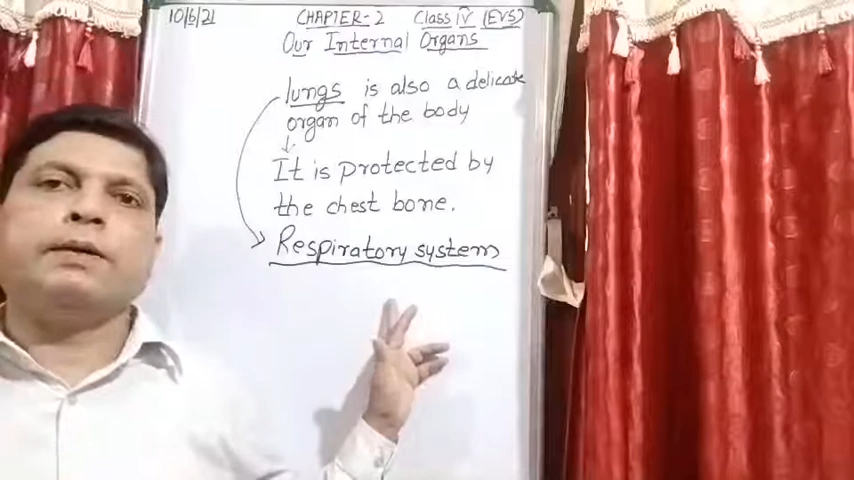 10/5/21 CHAPTER-2 Class IV (EVS)
Our Internal Organs
lungs is also a delicate
organ of the body
It is protected by
the chest bone.
Respiratory system